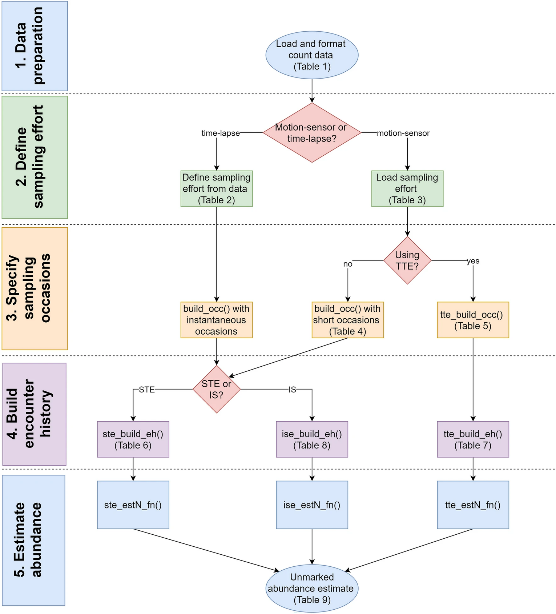 1. Data
preparation
Load and format
count data
(Table 1)
2. Define
sampling effort
Motion-sensor or
time-lapse?
time-lapse
motion-sensor
Define sampling
effort from data
(Table 2)
Load sampling
effort
(Table 3)
3. Specify
sampling
occasions
Using
TTE?
no
yes
build_occ() with
instantaneous
occasions
build_occ() with
short occasions
(Table 4)
tte_build_occ()
(Table 5)
4. Build
encounter
history
STE or
IS?
STE
IS
ste_build_eh()
(Table 6)
ise_build_eh()
(Table 8)
tte_build_eh()
(Table 7)
5. Estimate
abundance
ste_estN_fn()
ise_estN_fn()
tte_estN_fn()
Unmarked
abundance estimate
(Table 9)